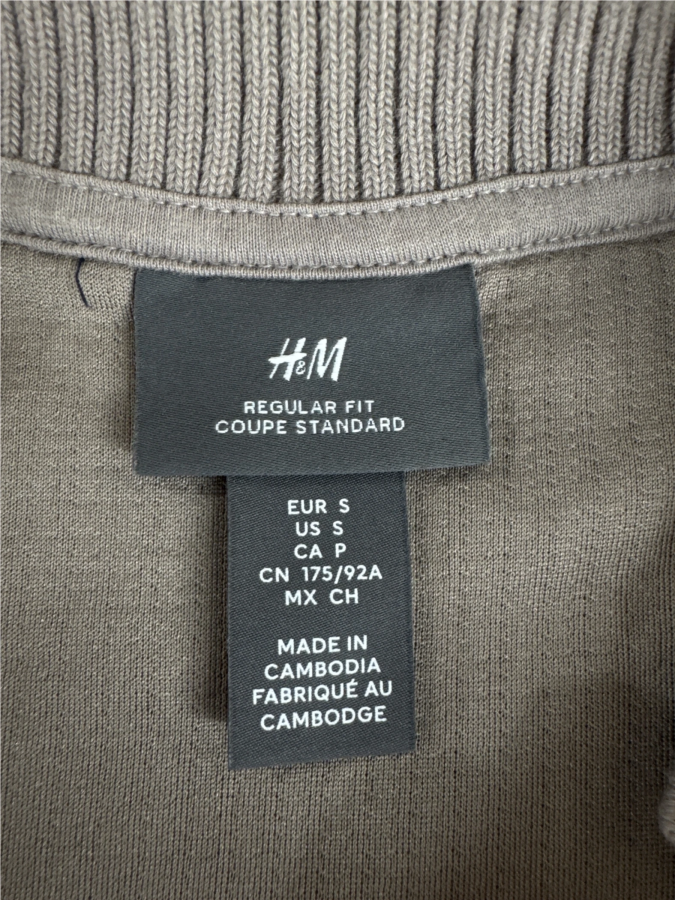 H&M
REGULAR FIT
COUPE STANDARD
EUR S
US S
CA P
CN 175/92A
MX CH
MADE IN
CAMBODIA
FABRIQUÉ AU
CAMBODGE